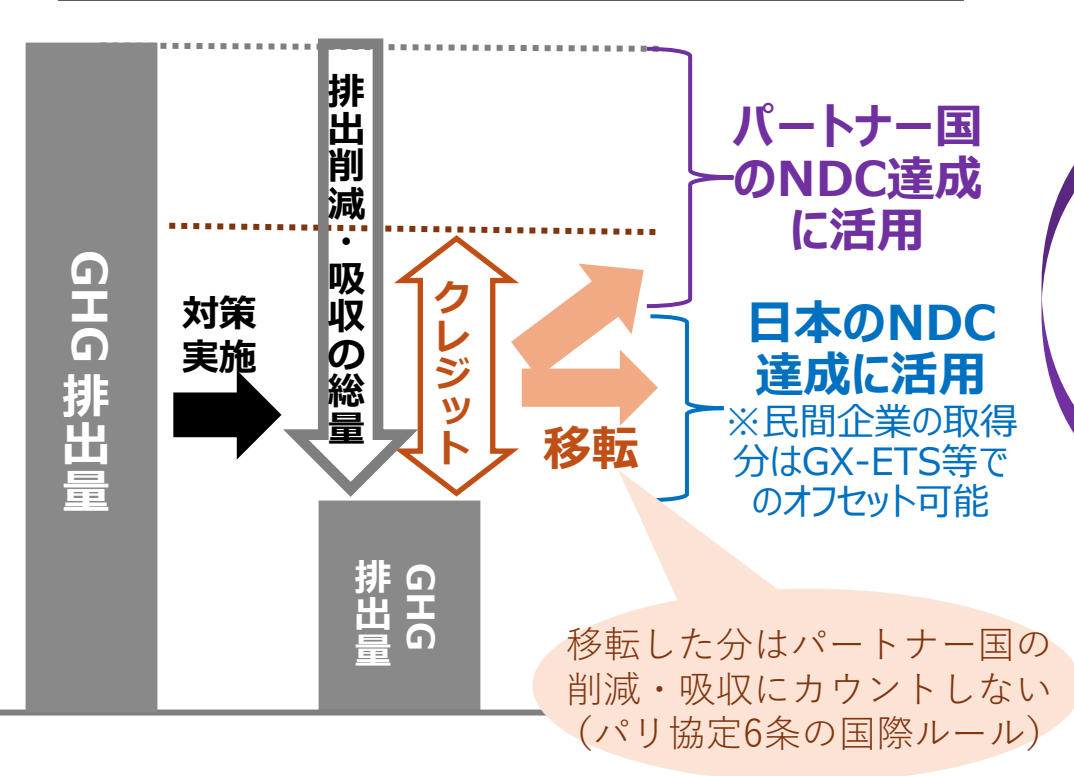 GHG排出量
対策
実施
排出削減・吸収の総量
クレジット
移転
GHG
排出量
パートナー国
のNDC達成
に活用
日本のNDC
達成に活用
※民間企業の取得
分はGX-ETS等で
のオフセット可能
移転した分はパートナー国の
削減・吸収にカウントしない
（パリ協定6条の国際ルール）